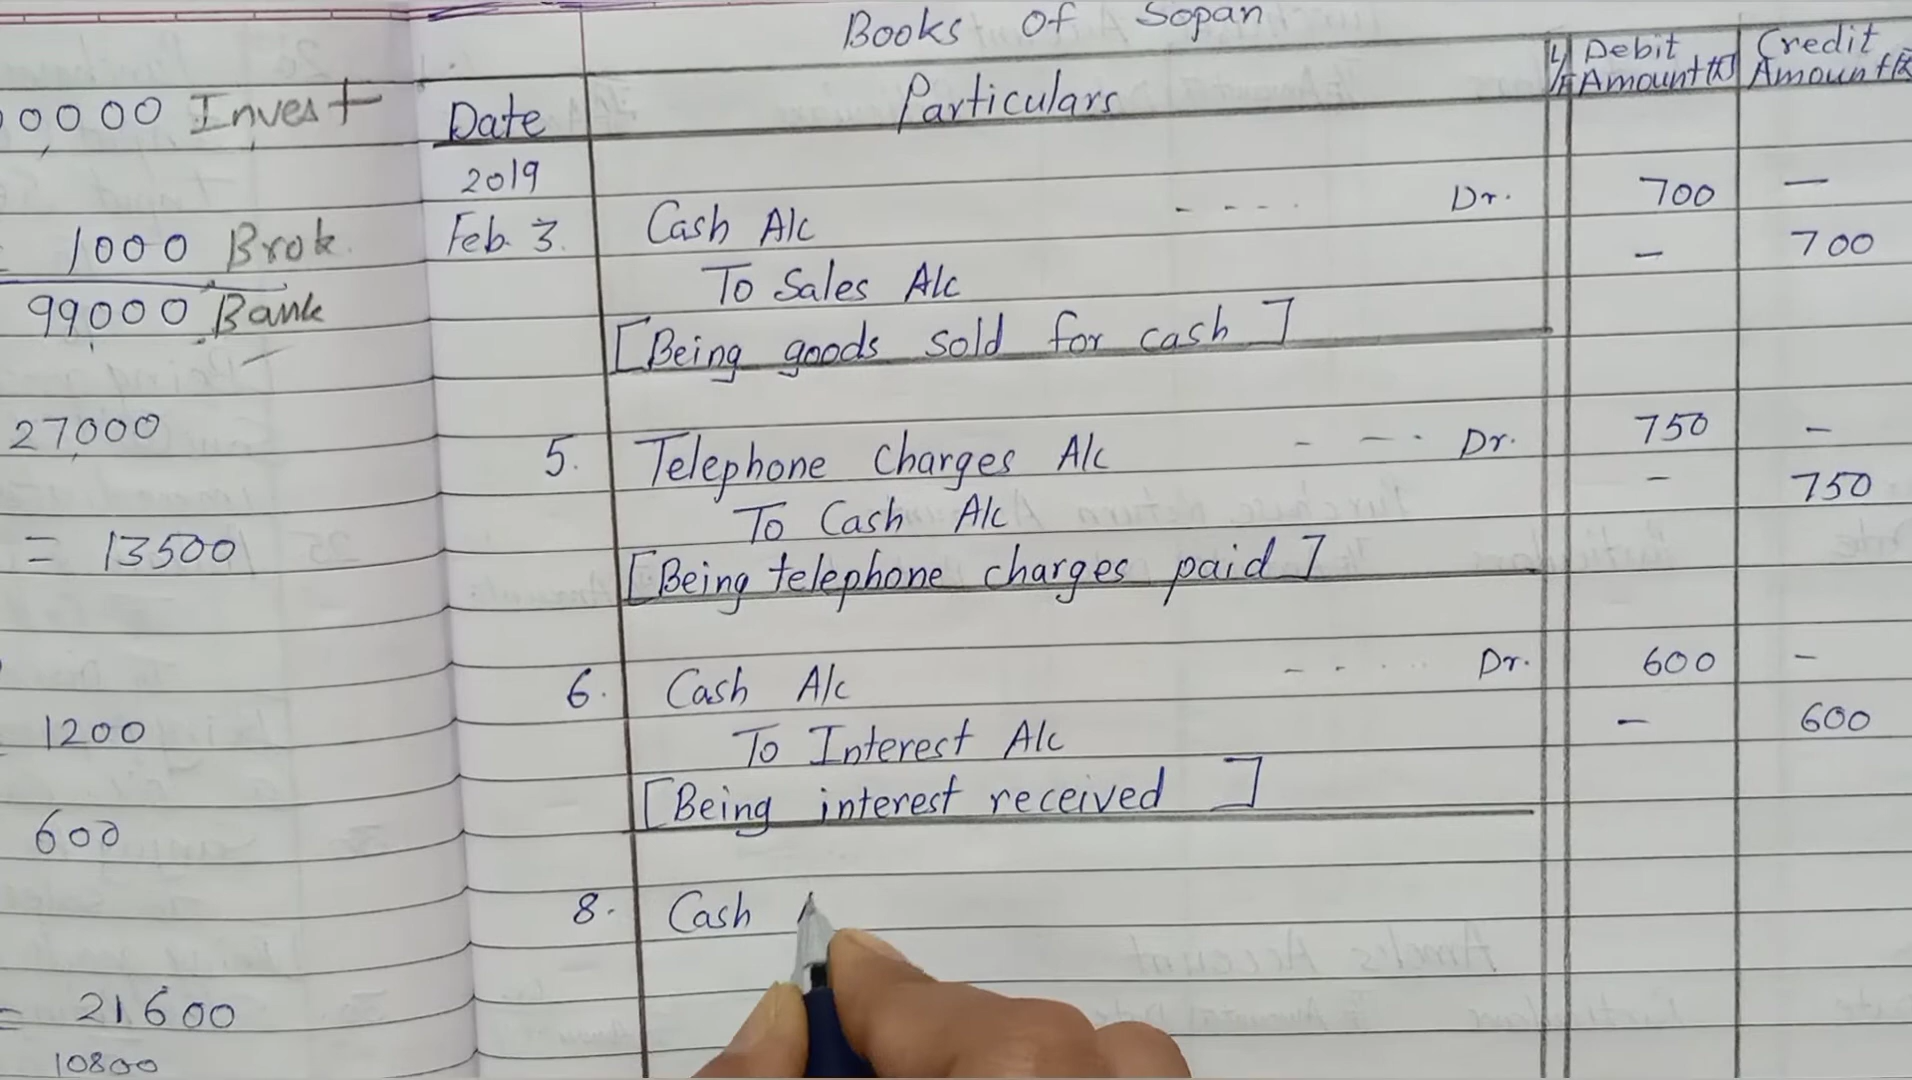 0000 Invest
1000 Brok.
99000 Bank
27000
= 13500
1200
600
= 21600
10800
Books of Sopan
Date Particulars L/F Debit Amount (₹) Credit Amount (₹
2019
Feb. 3. Cash A/c - - - - Dr. 700 —
To Sales A/c — 700
[Being goods sold for cash]
5. Telephone Charges A/c - - - - Dr. 750 —
To Cash A/c — 750
[Being telephone charges paid]
6. Cash A/c - - - - Dr. 600 —
To Interest A/c — 600
[Being interest received]
8. Cash